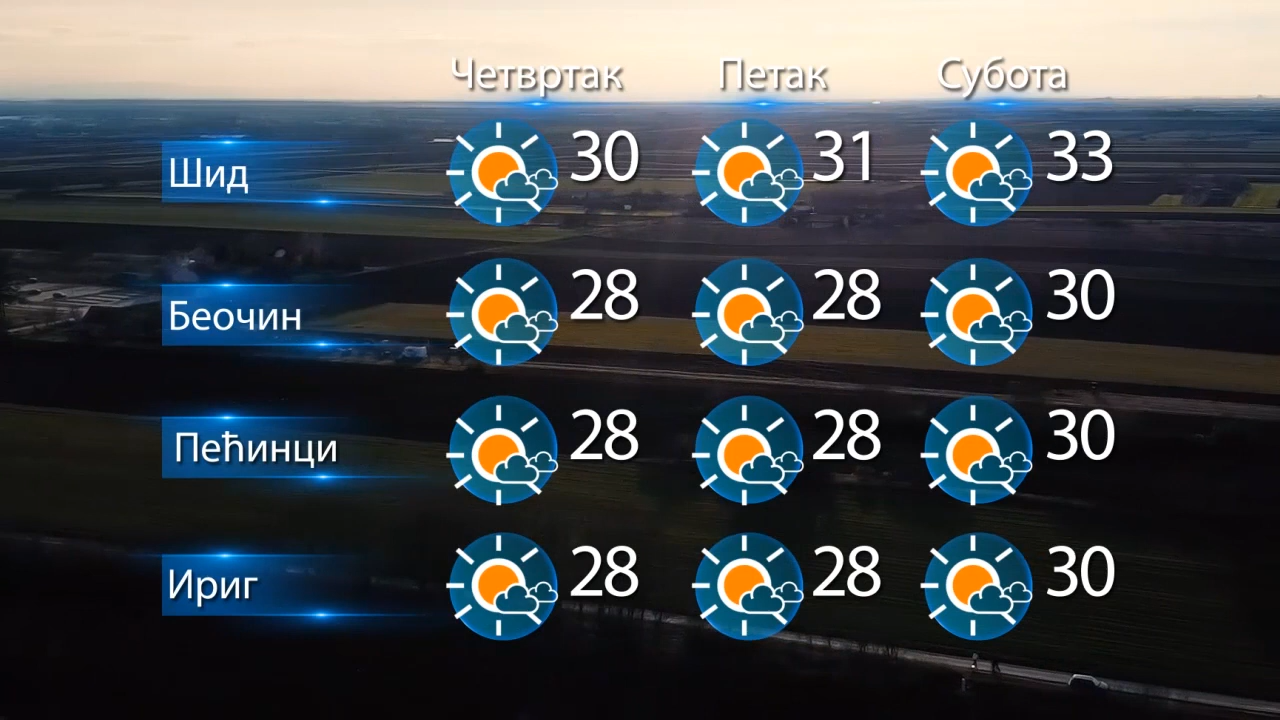 Четвртак Петак Субота
Шид 30 31 33
Беочин 28 28 30
Пећинци 28 28 30
Ириг 28 28 30